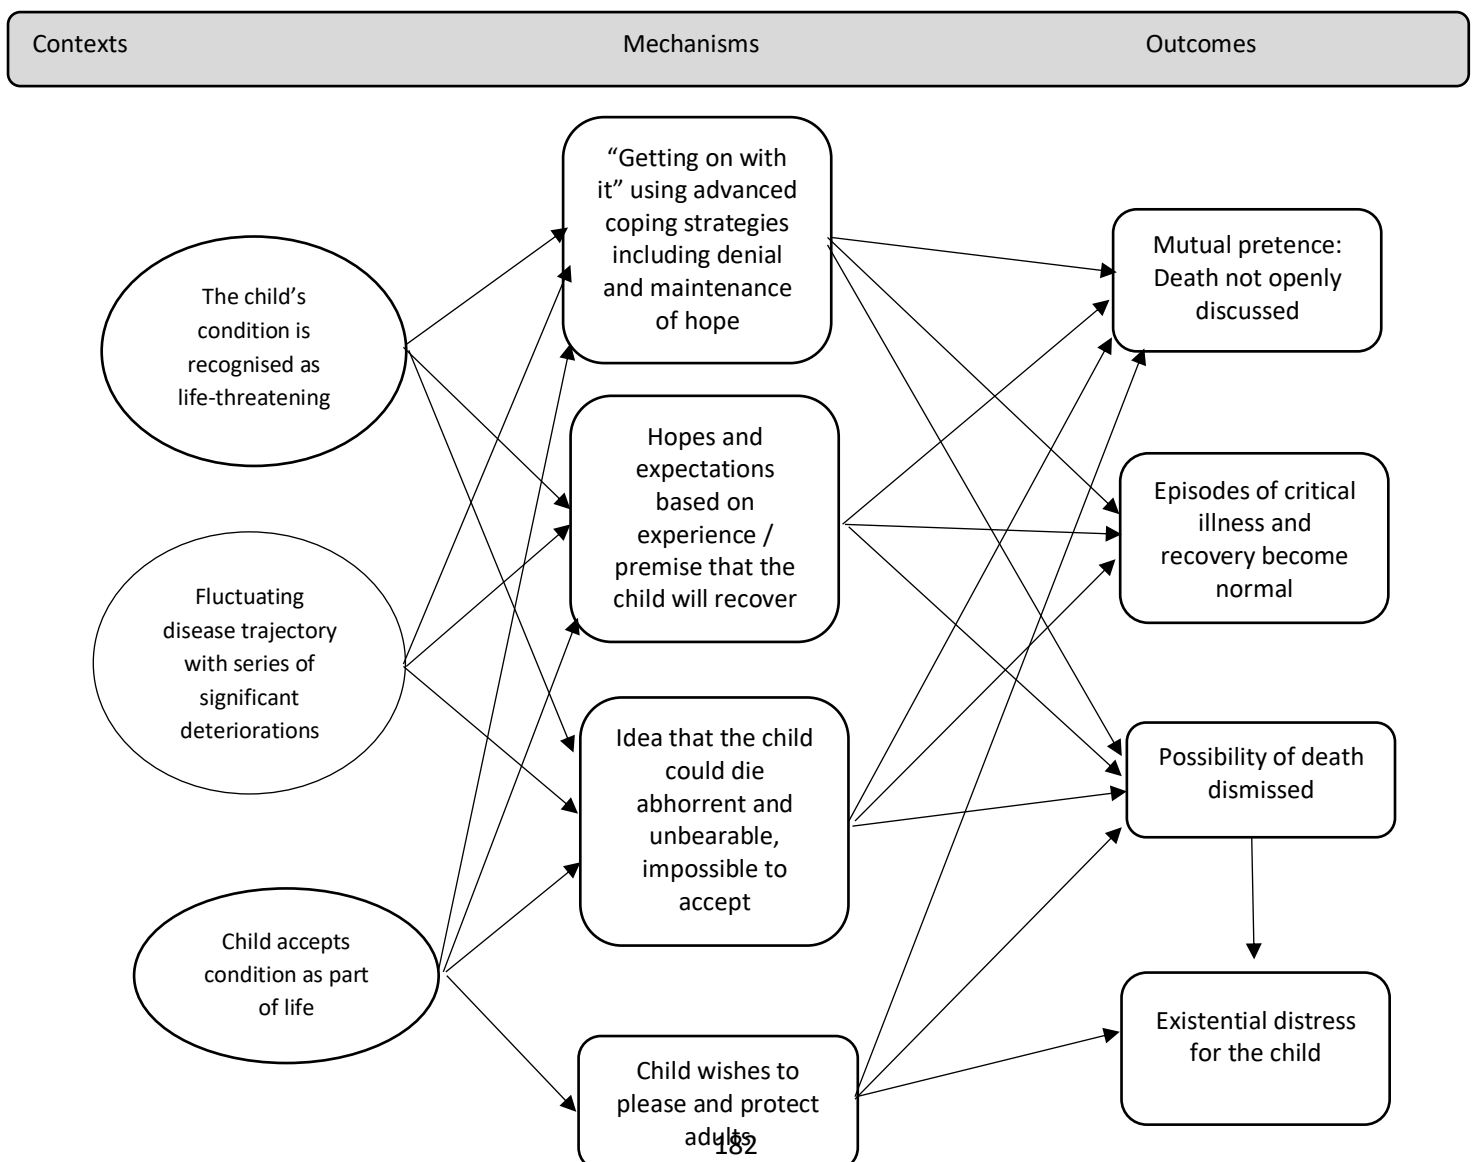 Contexts Mechanisms Outcomes
“Getting on with
it” using advanced
coping strategies
including denial
and maintenance
of hope
Mutual pretence:
Death not openly
discussed
The child’s
condition is
recognised as
life-threatening
Hopes and
expectations
based on
experience /
premise that the
child will recover
Episodes of critical
illness and
recovery become
normal
Fluctuating
disease trajectory
with series of
significant
deteriorations
Idea that the child
could die
abhorrent and
unbearable,
impossible to
accept
Possibility of death
dismissed
Child accepts
condition as part
of life
Existential distress
for the child
Child wishes to
please and protect
adults
182